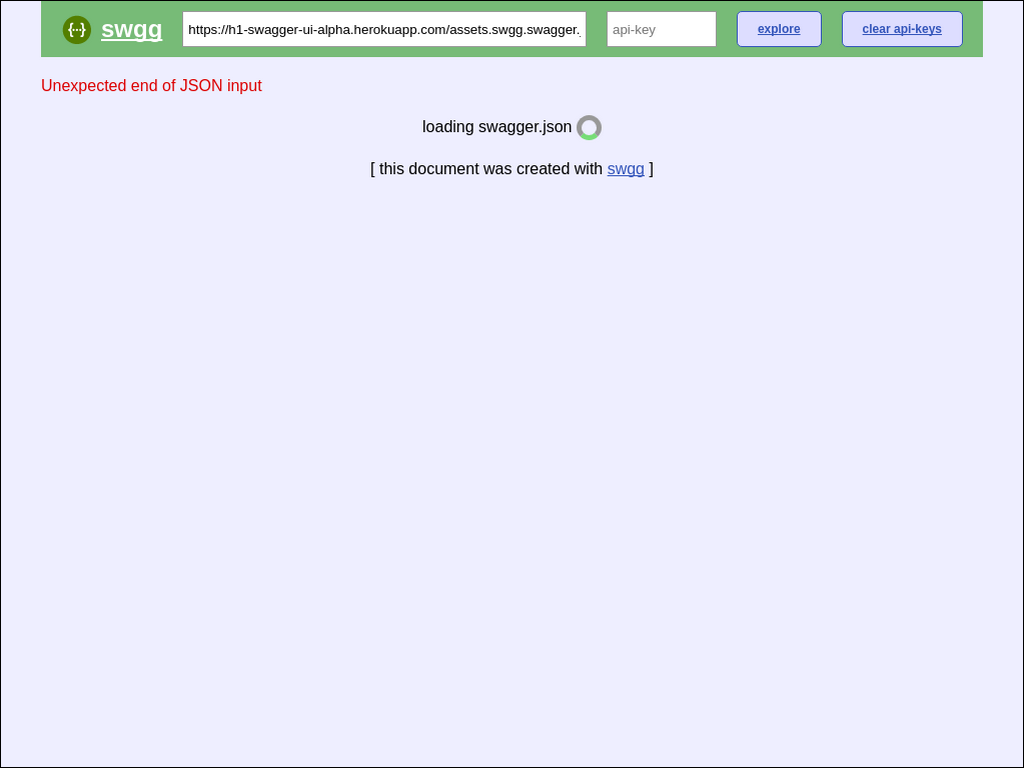 {···} swgg https://h1-swagger-ui-alpha.herokuapp.com/assets.swgg.swagger. api-key explore clear api-keys
Unexpected end of JSON input
loading swagger.json
[ this document was created with swgg ]